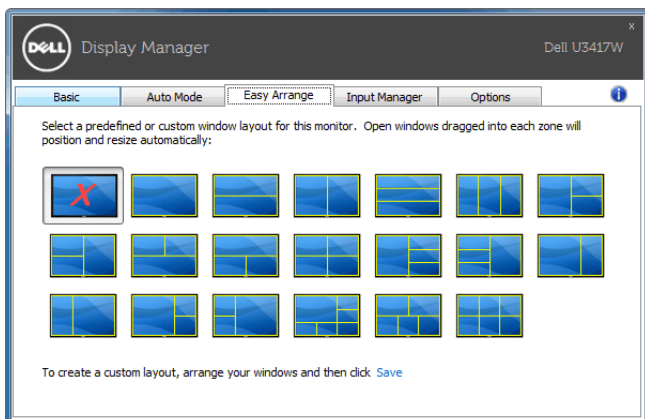 x
DELL Display Manager Dell U3417W
Basic Auto Mode Easy Arrange Input Manager Options i
Select a predefined or custom window layout for this monitor. Open windows dragged into each zone will
position and resize automatically:
X
To create a custom layout, arrange your windows and then click Save